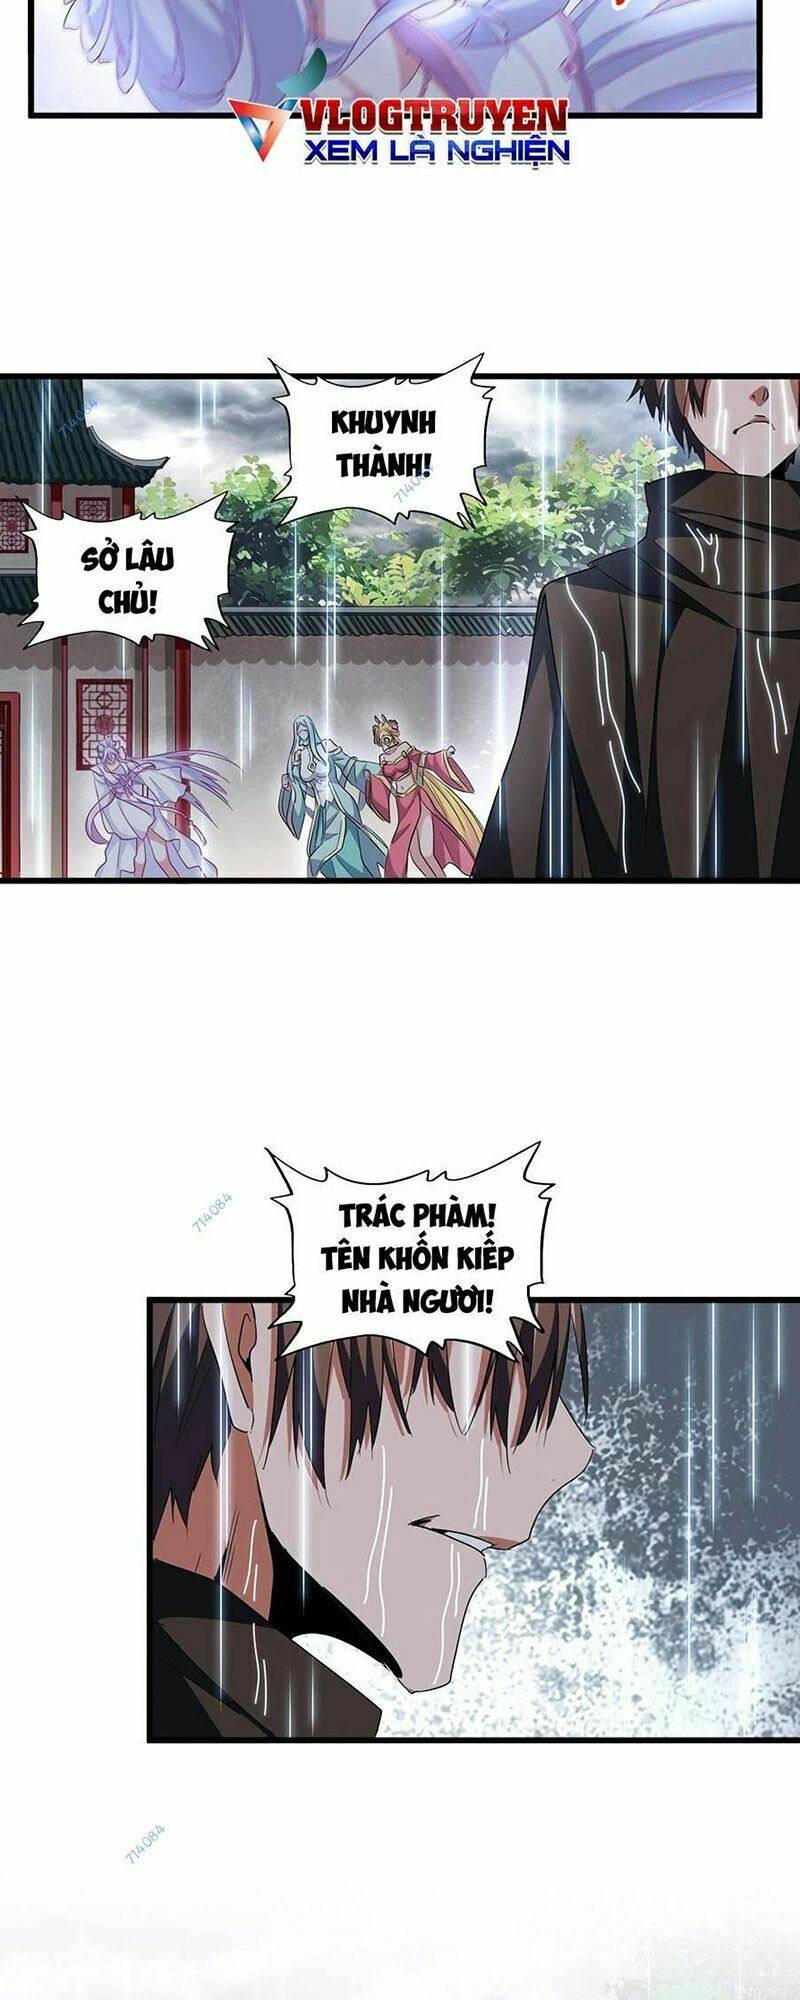 VLOGTRUYEN
XEM LÀ NGHIỆN
714084
KHUYNH
THÀNH!
714084
SỞ LÂU
CHỦ!
714084
TRÁC PHÀM!
TÊN KHỐN KIẾP
NHÀ NGƯƠI!
714084